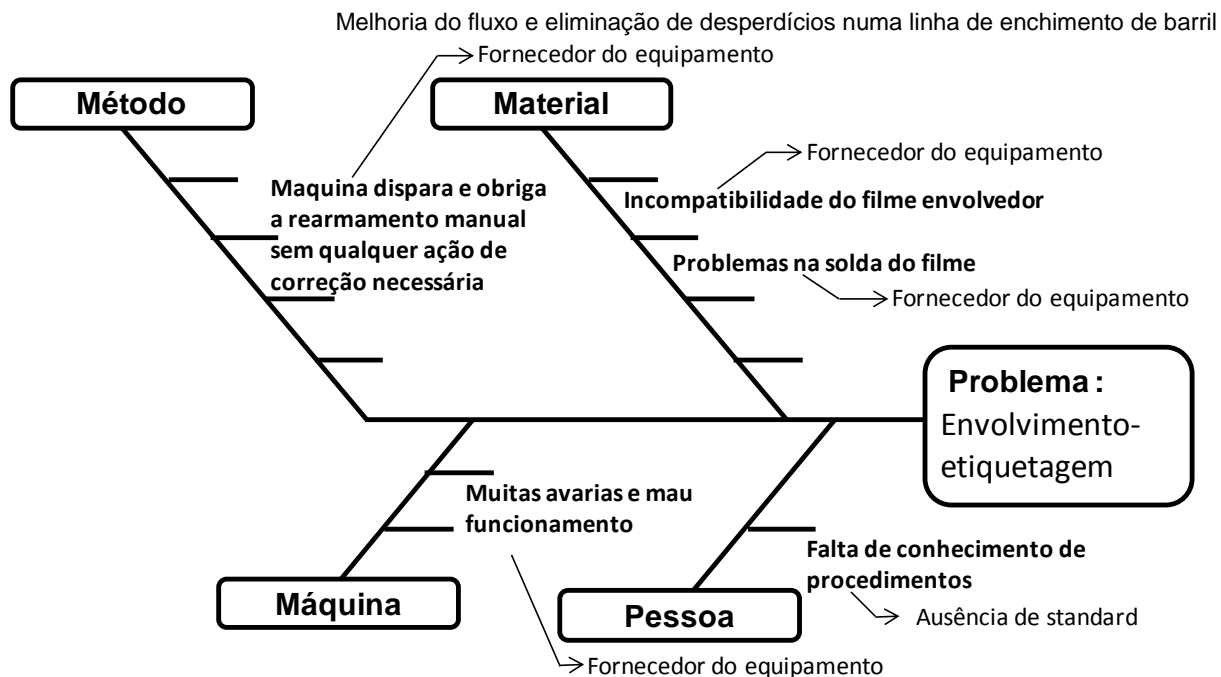 Melhoria do fluxo e eliminação de desperdícios numa linha de enchimento de barril
Fornecedor do equipamento
Método
Material
Fornecedor do equipamento
Maquina dispara e obriga
a rearmamento manual
sem qualquer ação de
correção necessária
Incompatibilidade do filme envolvedor
Problemas na solda do filme
Fornecedor do equipamento
Problema :
Envolvimento-
etiquetagem
Muitas avarias e mau
funcionamento
Falta de conhecimento de
procedimentos
Máquina
Pessoa
Ausência de standard
Fornecedor do equipamento